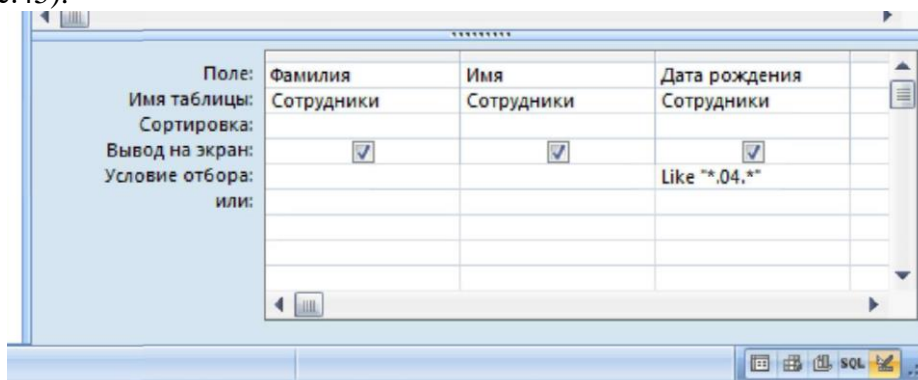 Поле: Фамилия Имя Дата рождения
Имя таблицы: Сотрудники Сотрудники Сотрудники
Сортировка:
Вывод на экран:
Условие отбора: Like "*.04.*"
или:
SQL